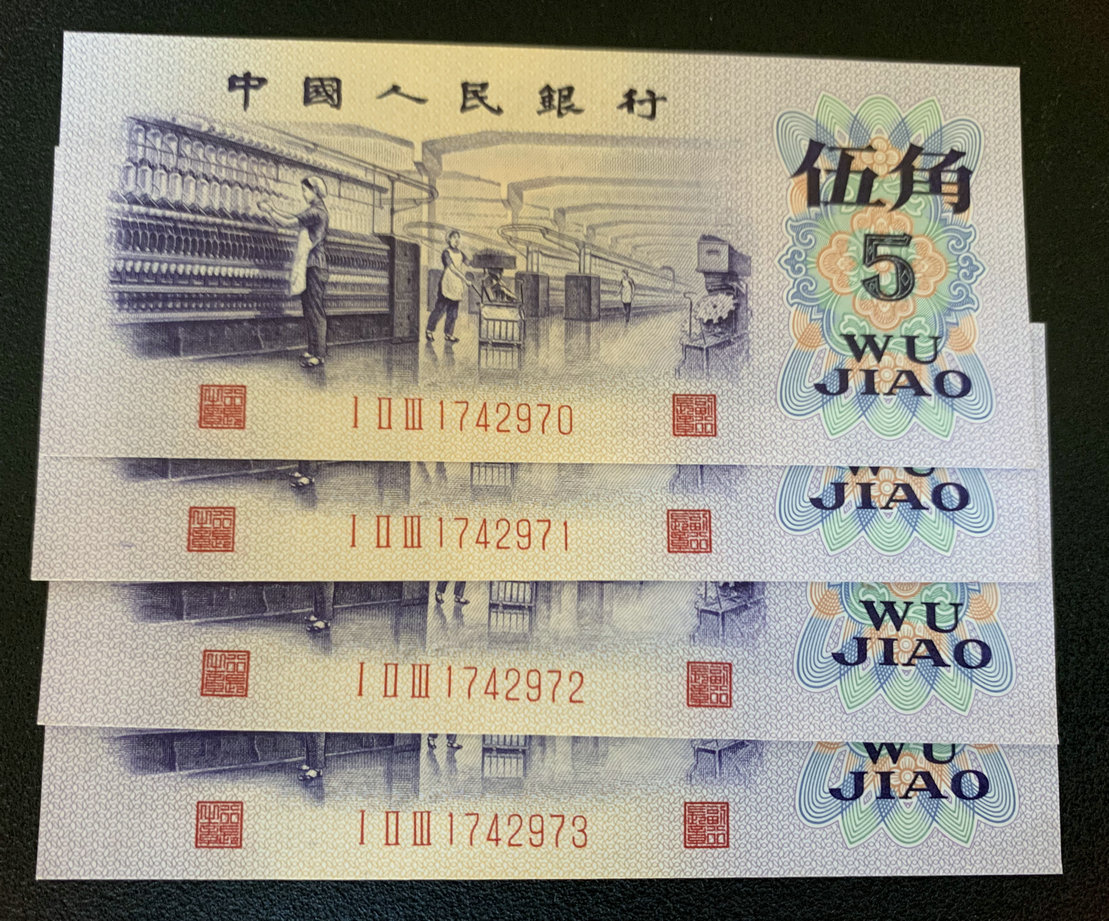 中國人民銀行
伍角
5
WU
JIAO
I II III 1742970
WU
JIAO
I II III 1742971
WU
JIAO
I II III 1742972
WU
JIAO
I II III 1742973